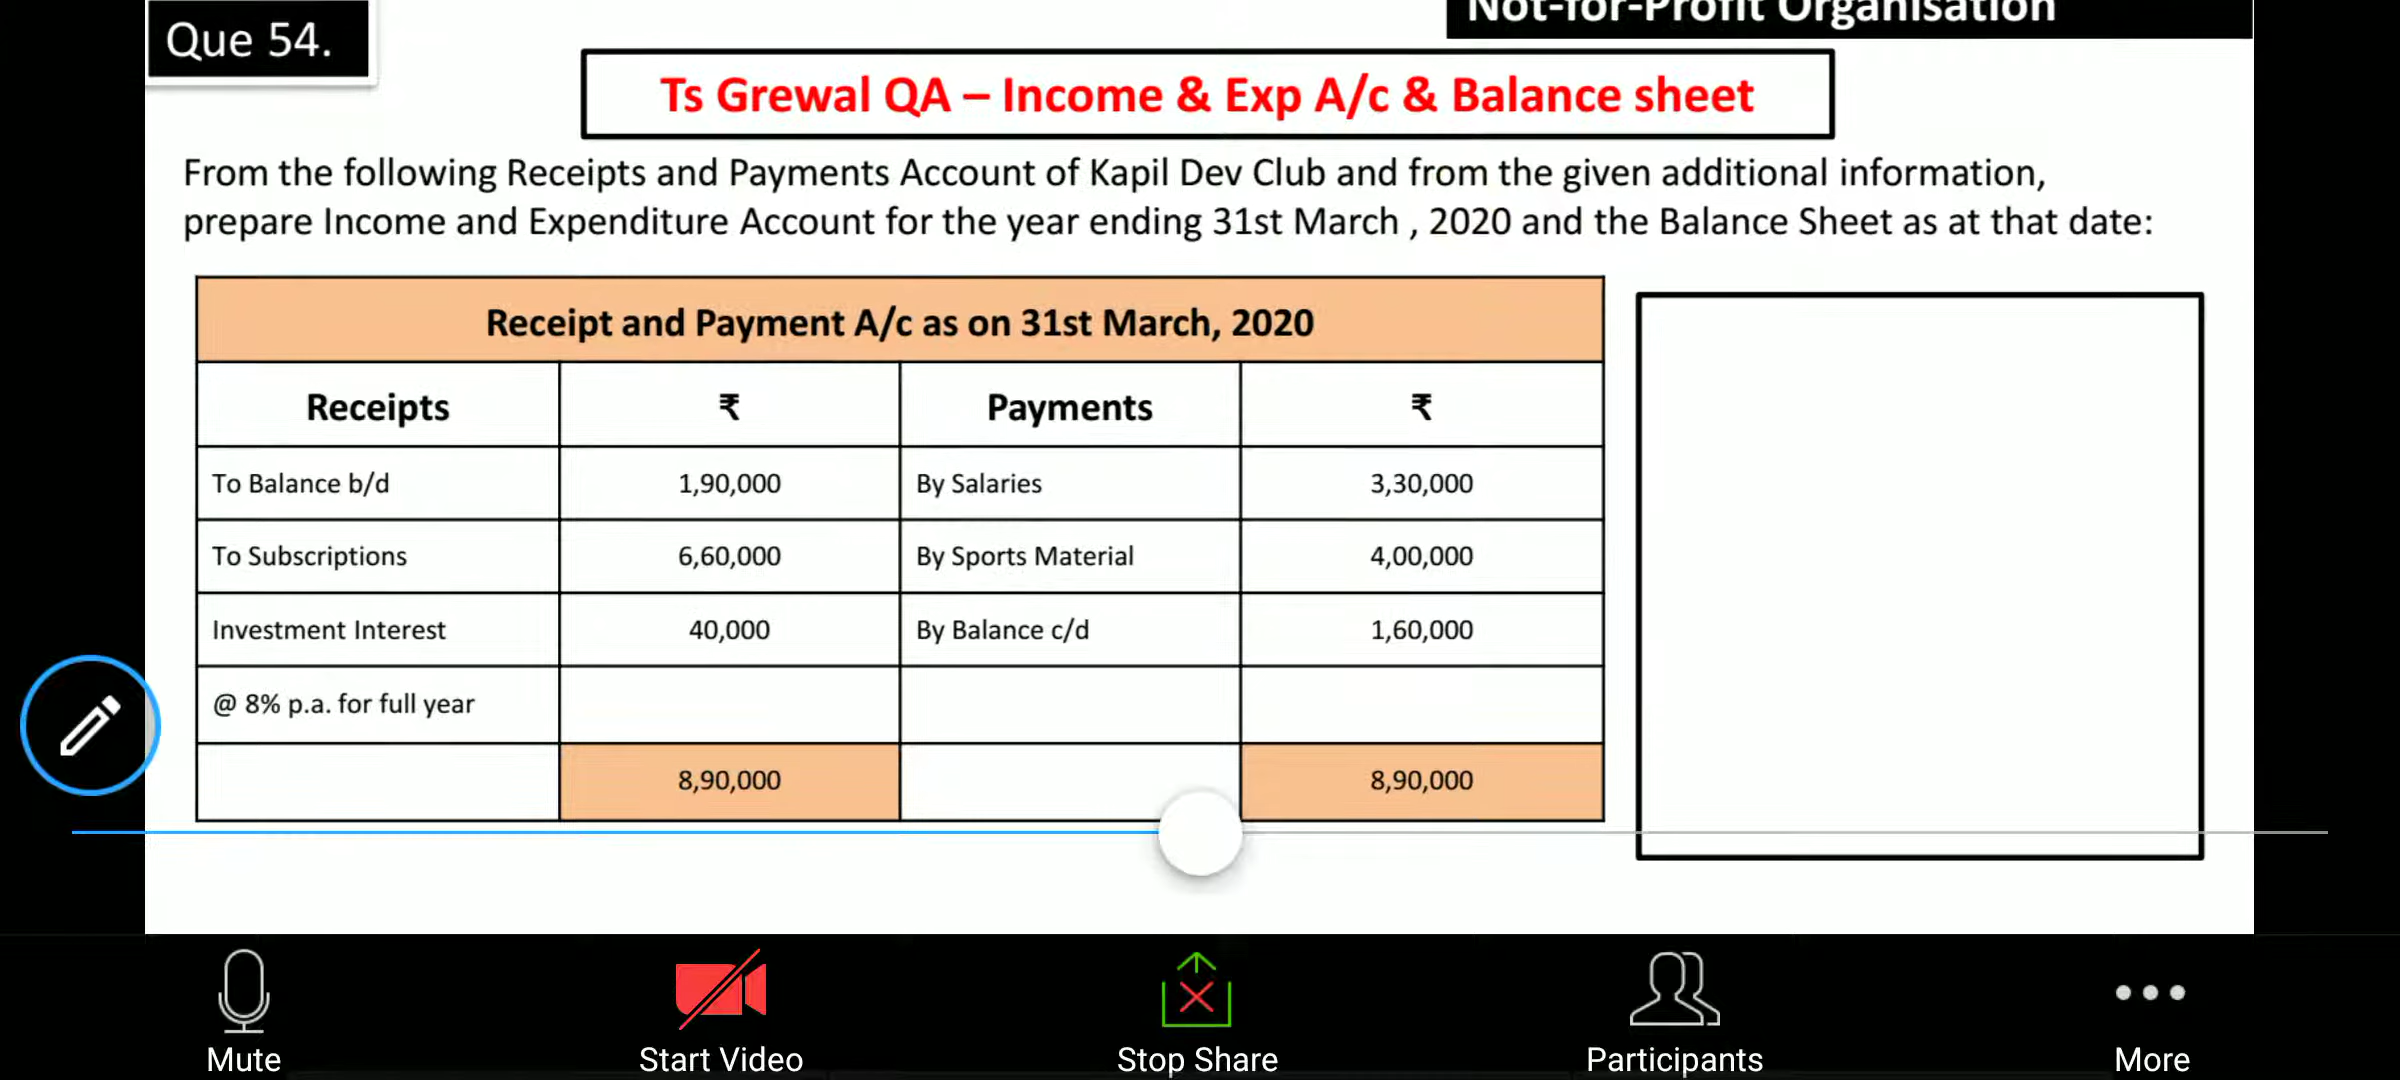 Que 54.
Not-for-Profit Organisation
Ts Grewal QA – Income & Exp A/c & Balance sheet
From the following Receipts and Payments Account of Kapil Dev Club and from the given additional information,
prepare Income and Expenditure Account for the year ending 31st March , 2020 and the Balance Sheet as at that date:
Receipt and Payment A/c as on 31st March, 2020
Receipts ₹ Payments ₹
To Balance b/d 1,90,000 By Salaries 3,30,000
To Subscriptions 6,60,000 By Sports Material 4,00,000
Investment Interest 40,000 By Balance c/d 1,60,000
@ 8% p.a. for full year
8,90,000 8,90,000
Mute Start Video Stop Share Participants More